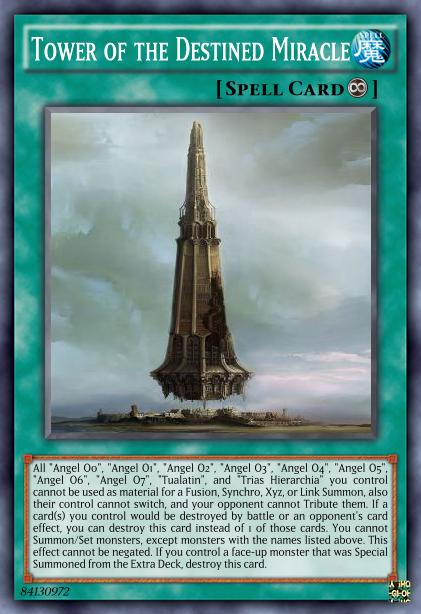 TOWER OF THE DESTINED MIRACLE
SPELL
魔
[SPELL CARD∞]
All "Angel O0", "Angel O1", "Angel O2", "Angel O3", "Angel O4", "Angel O5",
"Angel O6", "Angel O7", "Tualatin", and "Trias Hierarchia" you control
cannot be used as material for a Fusion, Synchro, Xyz, or Link Summon, also
their control cannot switch, and your opponent cannot Tribute them. If a
card(s) you control would be destroyed by battle or an opponent's card
effect, you can destroy this card instead of 1 of those cards. You cannot
Summon/Set monsters, except monsters with the names listed above. This
effect cannot be negated. If you control a face-up monster that was Special
Summoned from the Extra Deck, destroy this card.
84130972